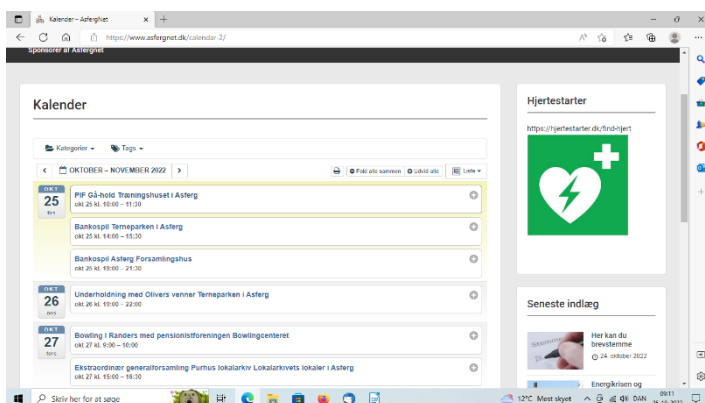 Kalender – AsfergNet
https://www.asfergnet.dk/calendar-2/
Sponsorer af Asfergnet
Kalender
Kategorier
Tags
OKTOBER – NOVEMBER 2022
Fold alle sammen
Udvid alle
Liste
OKT
25
tirs
PIF Gå-hold Træningshuset i Asferg
okt 25 kl. 10:00 – 11:30
Bankospil Terneparken i Asferg
okt 25 kl. 14:00 – 15:30
Bankospil Asferg Forsamlingshus
okt 25 kl. 19:00 – 21:30
OKT
26
ons
Underholdning med Olivers venner Terneparken i Asferg
okt 26 kl. 19:00 – 22:00
OKT
27
tors
Bowling i Randers med pensionistforeningen Bowlingcenteret
okt 27 kl. 9:00 – 10:00
Ekstraordinær generalforsamling Purhus lokalarkiv Lokalarkivets lokaler i Asferg
okt 27 kl. 15:00 – 16:30
Hjertestarter
https://hjertestarter.dk/find-hjert
Seneste indlæg
Her kan du
brevstemme
24. oktober 2022
Energikrisen og
Skriv her for at søge
12°C Mest skyet
DAN
09:11